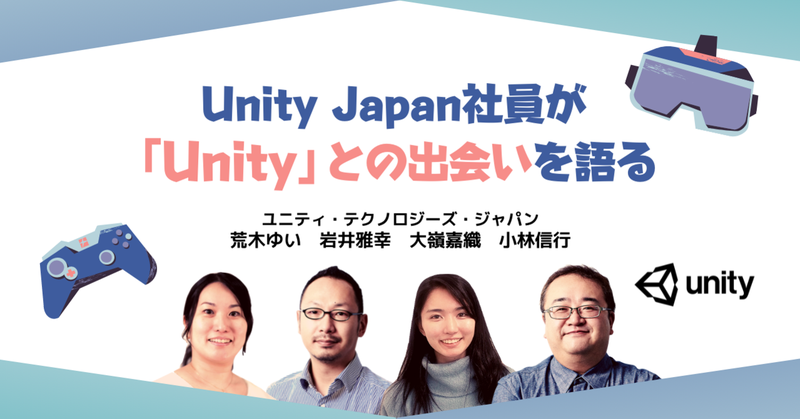 Unity Japan社員が
「Unity」との出会いを語る
ユニティ・テクノロジーズ・ジャパン
荒木ゆい 岩井雅幸 大嶺嘉織 小林信行
unity